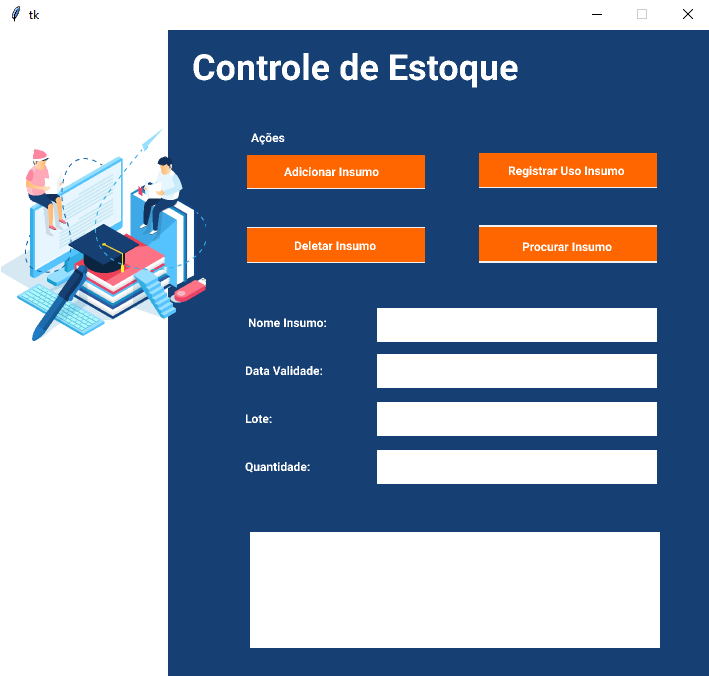 tk
Controle de Estoque
Ações
Adicionar Insumo
Registrar Uso Insumo
Deletar Insumo
Procurar Insumo
Nome Insumo:
Data Validade:
Lote:
Quantidade: